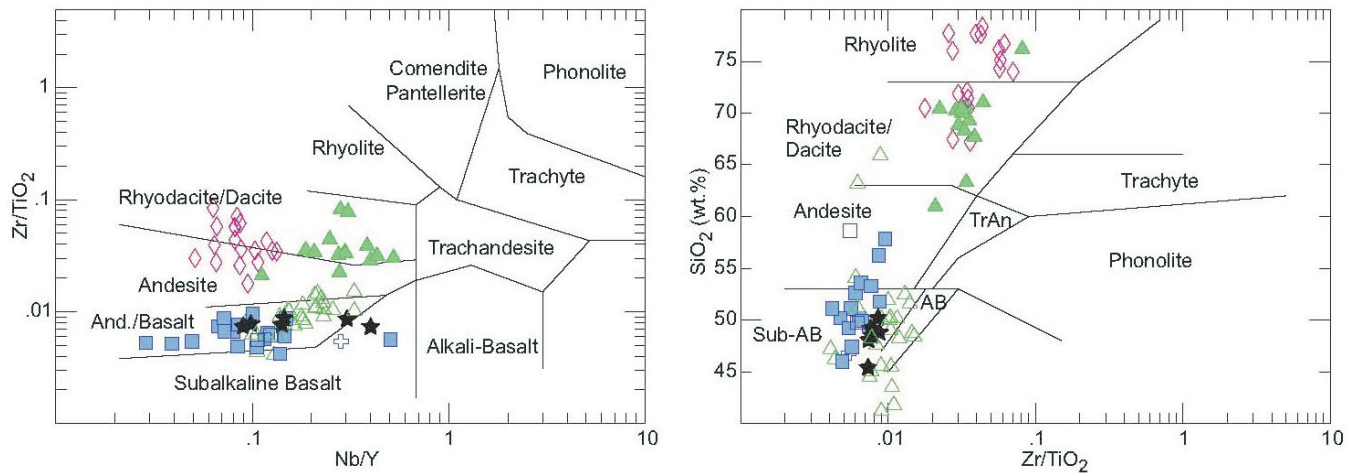 Zr/TiO2
1
.1
.01
Comendite
Pantellerite
Phonolite
Rhyolite
Trachyte
Rhyodacite/Dacite
Trachandesite
Andesite
And./Basalt
Alkali-Basalt
Subalkaline Basalt
.1
1
10
Nb/Y
SiO2 (wt.%)
75
70
65
60
55
50
45
Rhyolite
Rhyodacite/
Dacite
Trachyte
Andesite
TrAn
Phonolite
AB
Sub-AB
.01
.1
1
10
Zr/TiO2